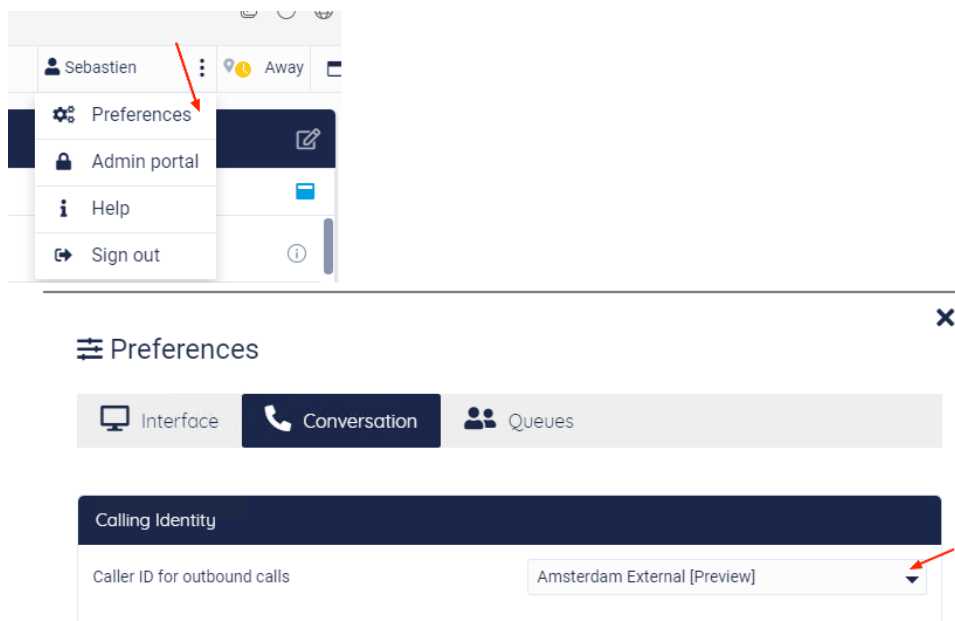 Sebastien
Away
Preferences
Admin portal
Help
Sign out
Preferences
Interface
Conversation
Queues
Calling Identity
Caller ID for outbound calls
Amsterdam External [Preview]